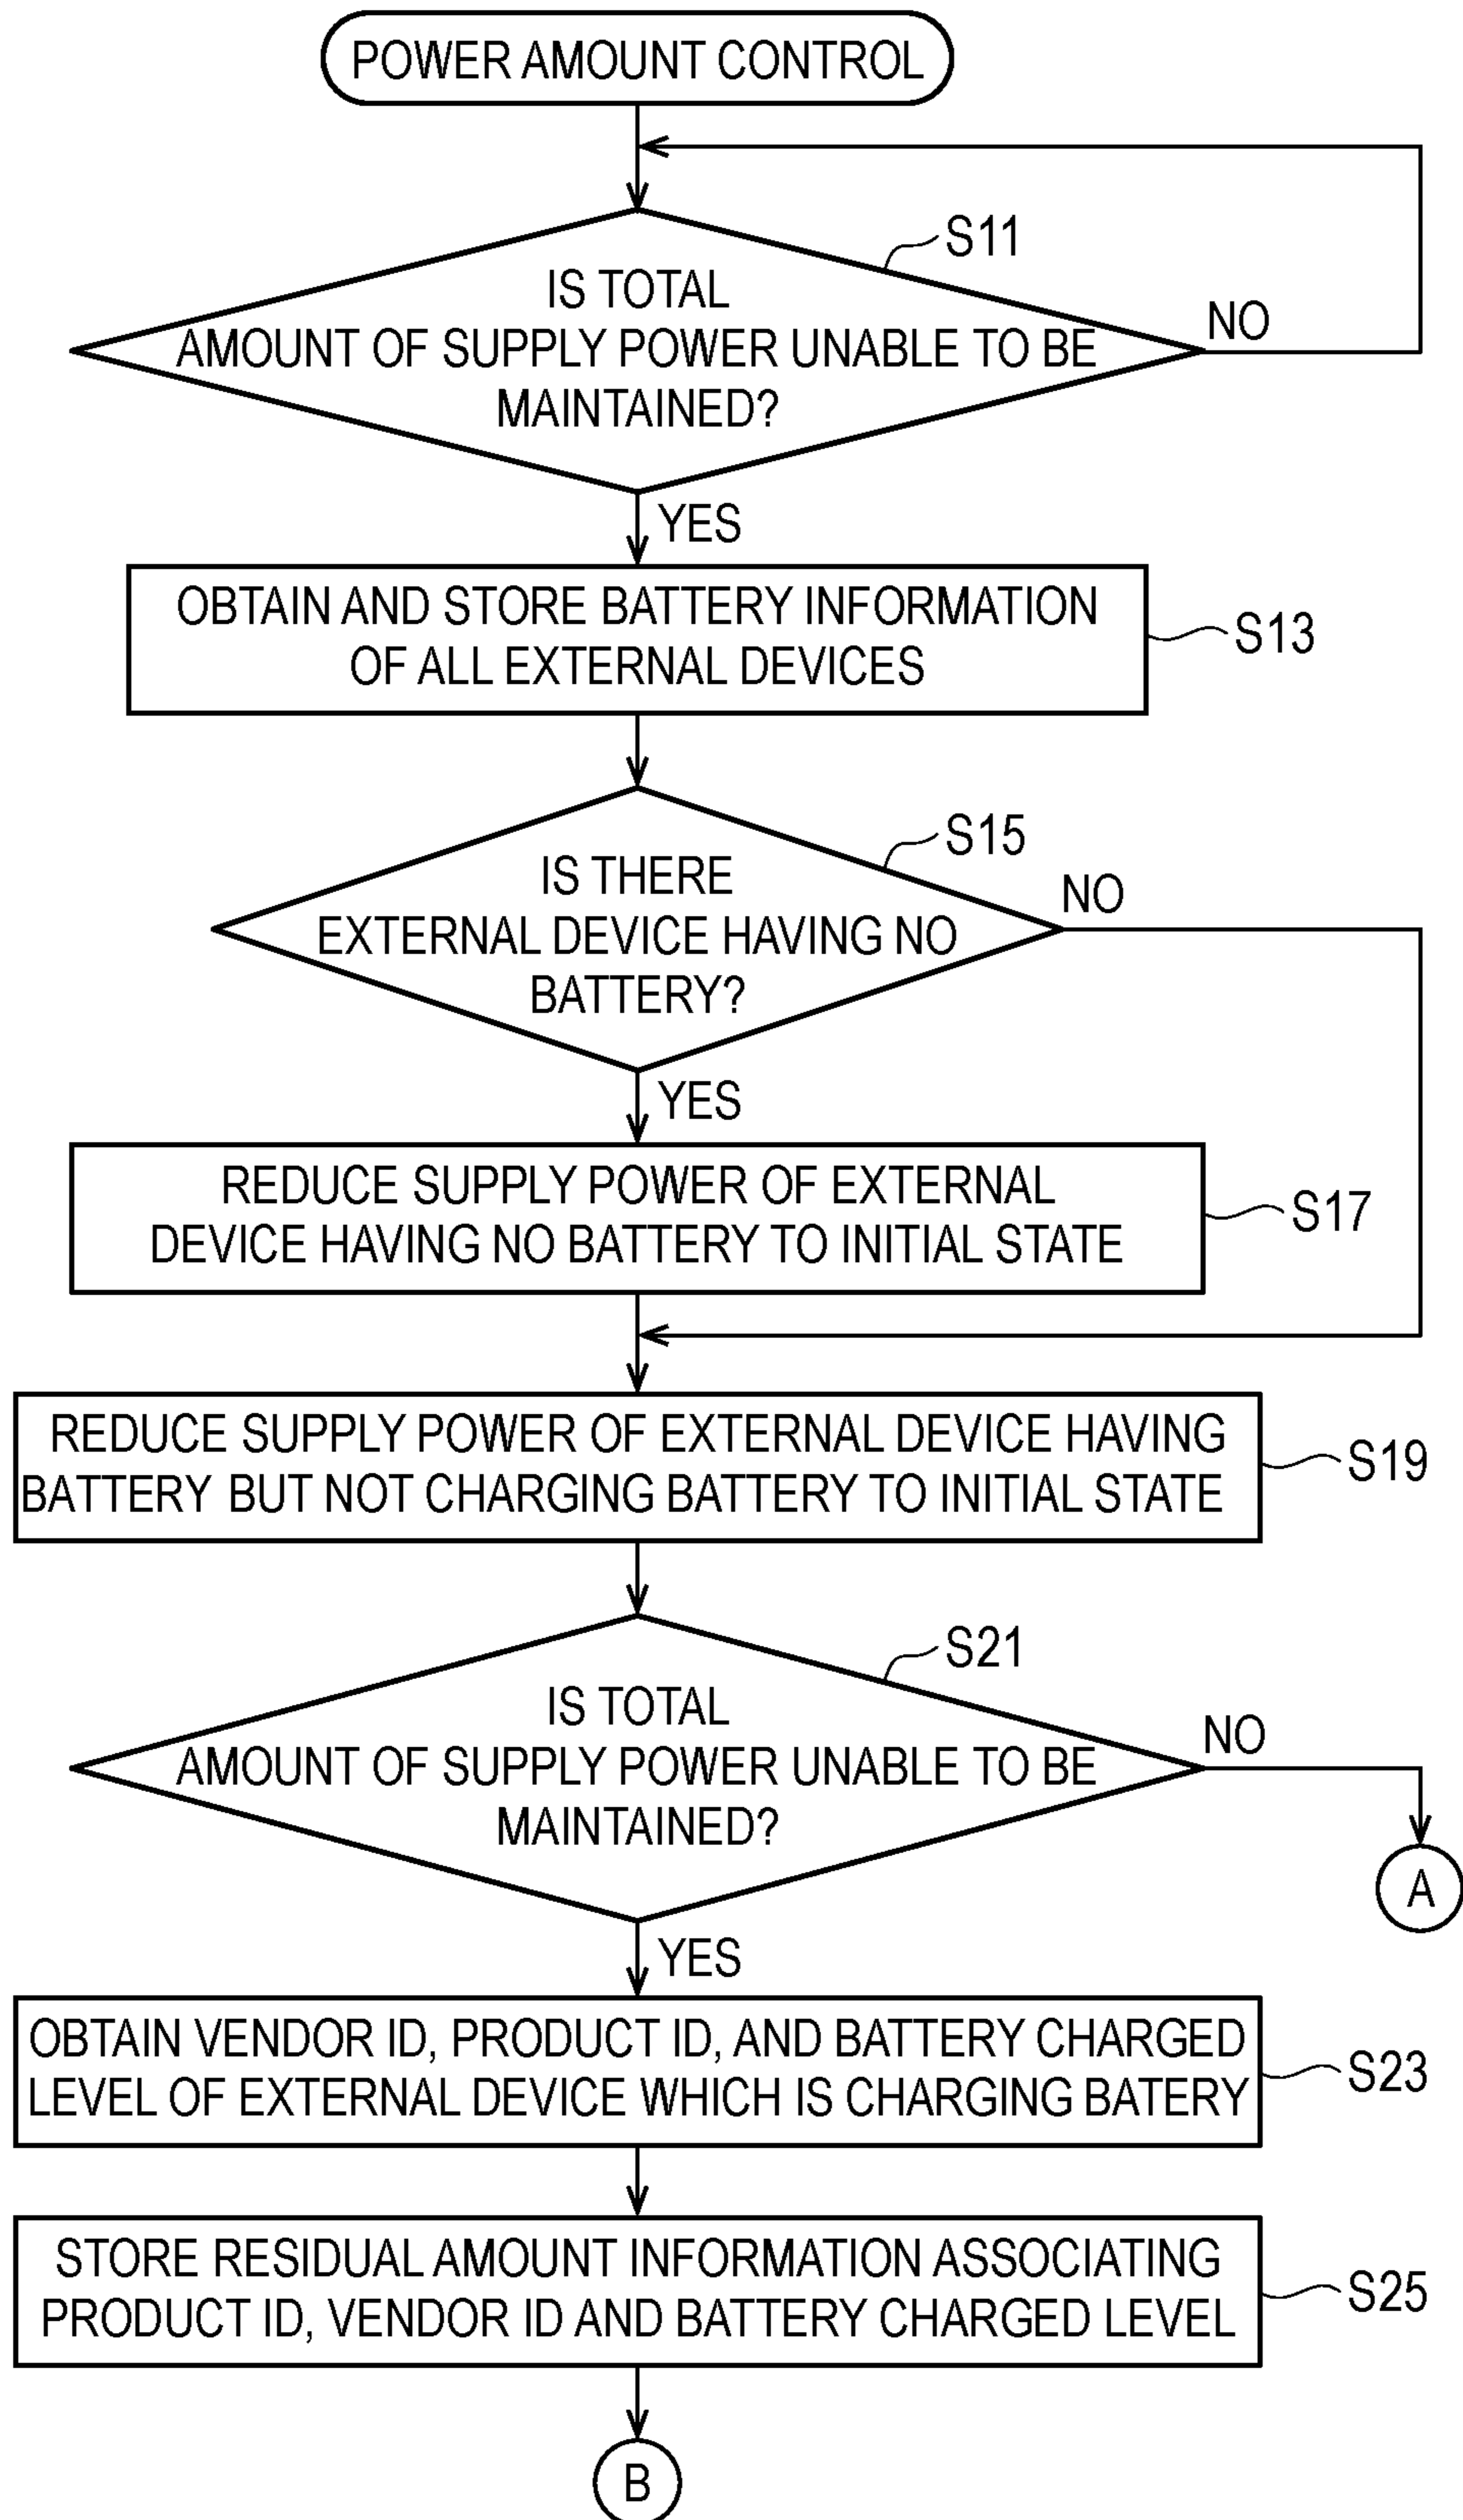 POWER AMOUNT CONTROL
S11
IS TOTAL
AMOUNT OF SUPPLY POWER UNABLE TO BE
MAINTAINED?
NO
YES
OBTAIN AND STORE BATTERY INFORMATION
OF ALL EXTERNAL DEVICES
S13
S15
IS THERE
EXTERNAL DEVICE HAVING NO
BATTERY?
NO
YES
REDUCE SUPPLY POWER OF EXTERNAL
DEVICE HAVING NO BATTERY TO INITIAL STATE
S17
REDUCE SUPPLY POWER OF EXTERNAL DEVICE HAVING
BATTERY BUT NOT CHARGING BATTERY TO INITIAL STATE
S19
S21
IS TOTAL
AMOUNT OF SUPPLY POWER UNABLE TO BE
MAINTAINED?
NO
A
YES
OBTAIN VENDOR ID, PRODUCT ID, AND BATTERY CHARGED
LEVEL OF EXTERNAL DEVICE WHICH IS CHARGING BATERY
S23
STORE RESIDUAL AMOUNT INFORMATION ASSOCIATING
PRODUCT ID, VENDOR ID AND BATTERY CHARGED LEVEL
S25
B